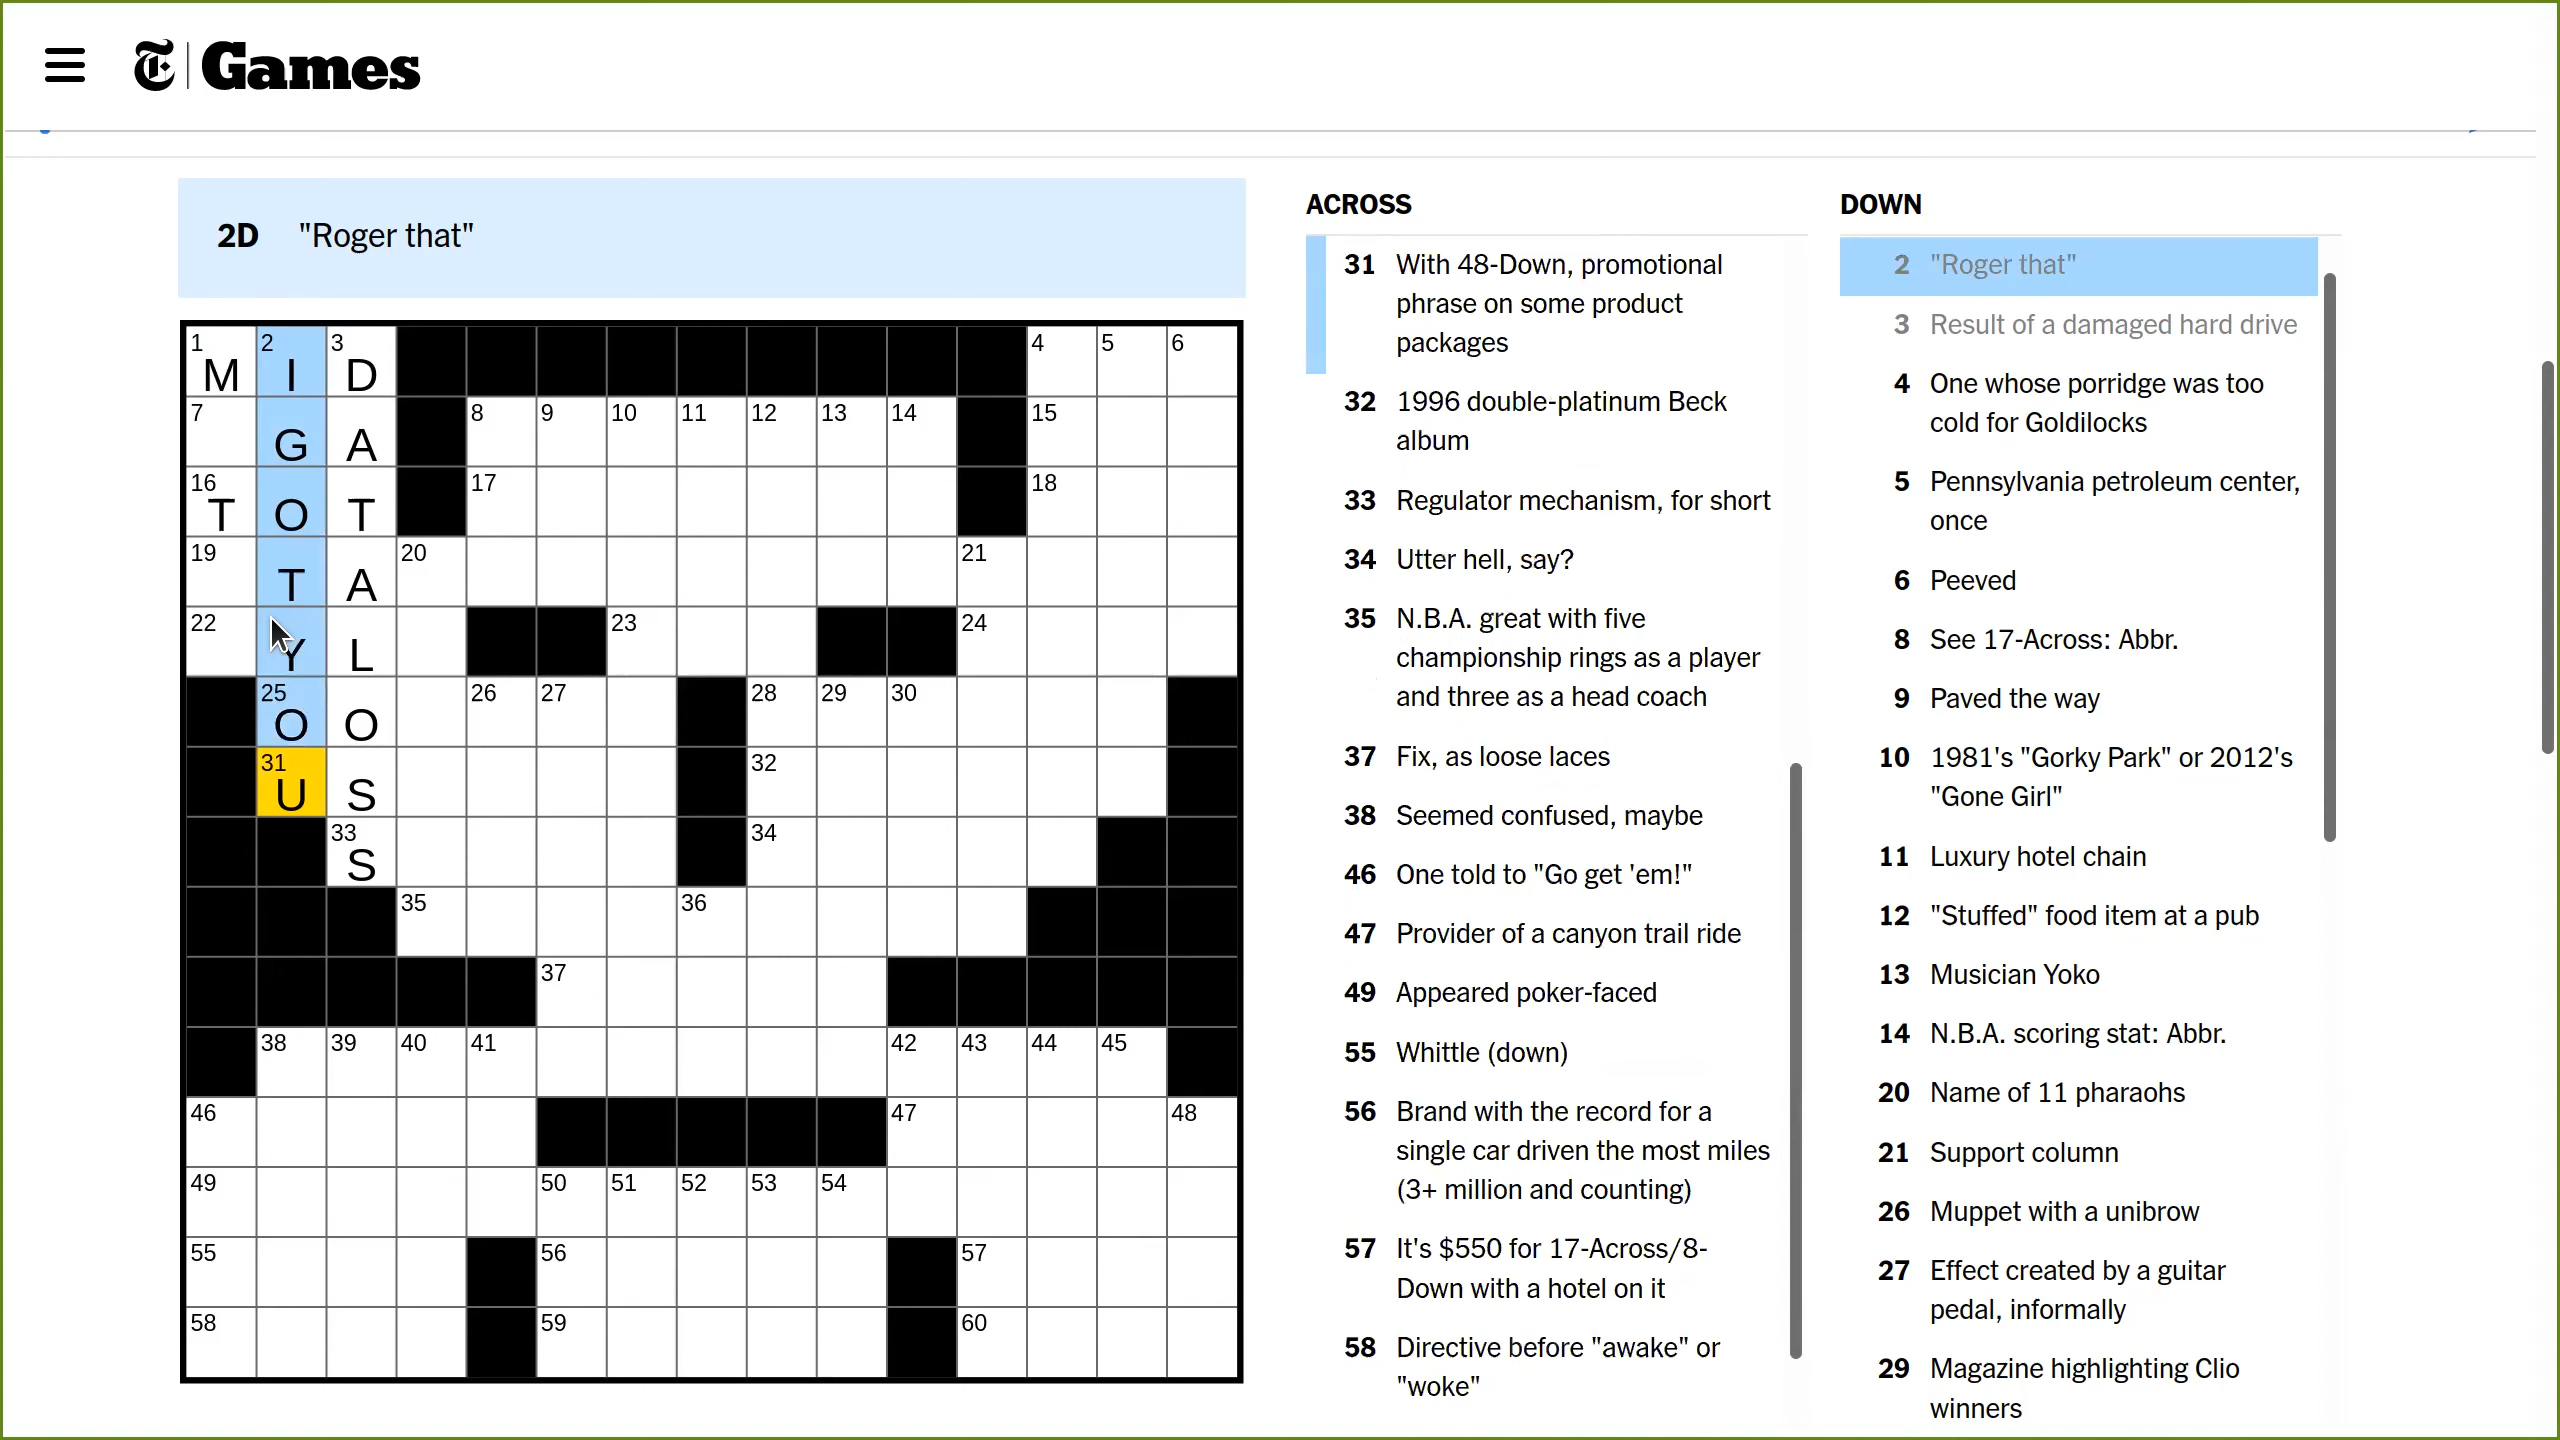 T Games
2D "Roger that"
1 2 3 4 5 6
M I D
7 8 9 10 11 12 13 14 15
G A
16 17 18
T O T
19 20 21
T A
22 23 24
Y L
25 26 27 28 29 30
O O
31 32
U S
33 34
S
35 36
37
38 39 40 41 42 43 44 45
46 47 48
49 50 51 52 53 54
55 56 57
58 59 60
ACROSS
31 With 48-Down, promotional
phrase on some product
packages
32 1996 double-platinum Beck
album
33 Regulator mechanism, for short
34 Utter hell, say?
35 N.B.A. great with five
championship rings as a player
and three as a head coach
37 Fix, as loose laces
38 Seemed confused, maybe
46 One told to "Go get 'em!"
47 Provider of a canyon trail ride
49 Appeared poker-faced
55 Whittle (down)
56 Brand with the record for a
single car driven the most miles
(3+ million and counting)
57 It's $550 for 17-Across/8-
Down with a hotel on it
58 Directive before "awake" or
"woke"
DOWN
2 "Roger that"
3 Result of a damaged hard drive
4 One whose porridge was too
cold for Goldilocks
5 Pennsylvania petroleum center,
once
6 Peeved
8 See 17-Across: Abbr.
9 Paved the way
10 1981's "Gorky Park" or 2012's
"Gone Girl"
11 Luxury hotel chain
12 "Stuffed" food item at a pub
13 Musician Yoko
14 N.B.A. scoring stat: Abbr.
20 Name of 11 pharaohs
21 Support column
26 Muppet with a unibrow
27 Effect created by a guitar
pedal, informally
29 Magazine highlighting Clio
winners